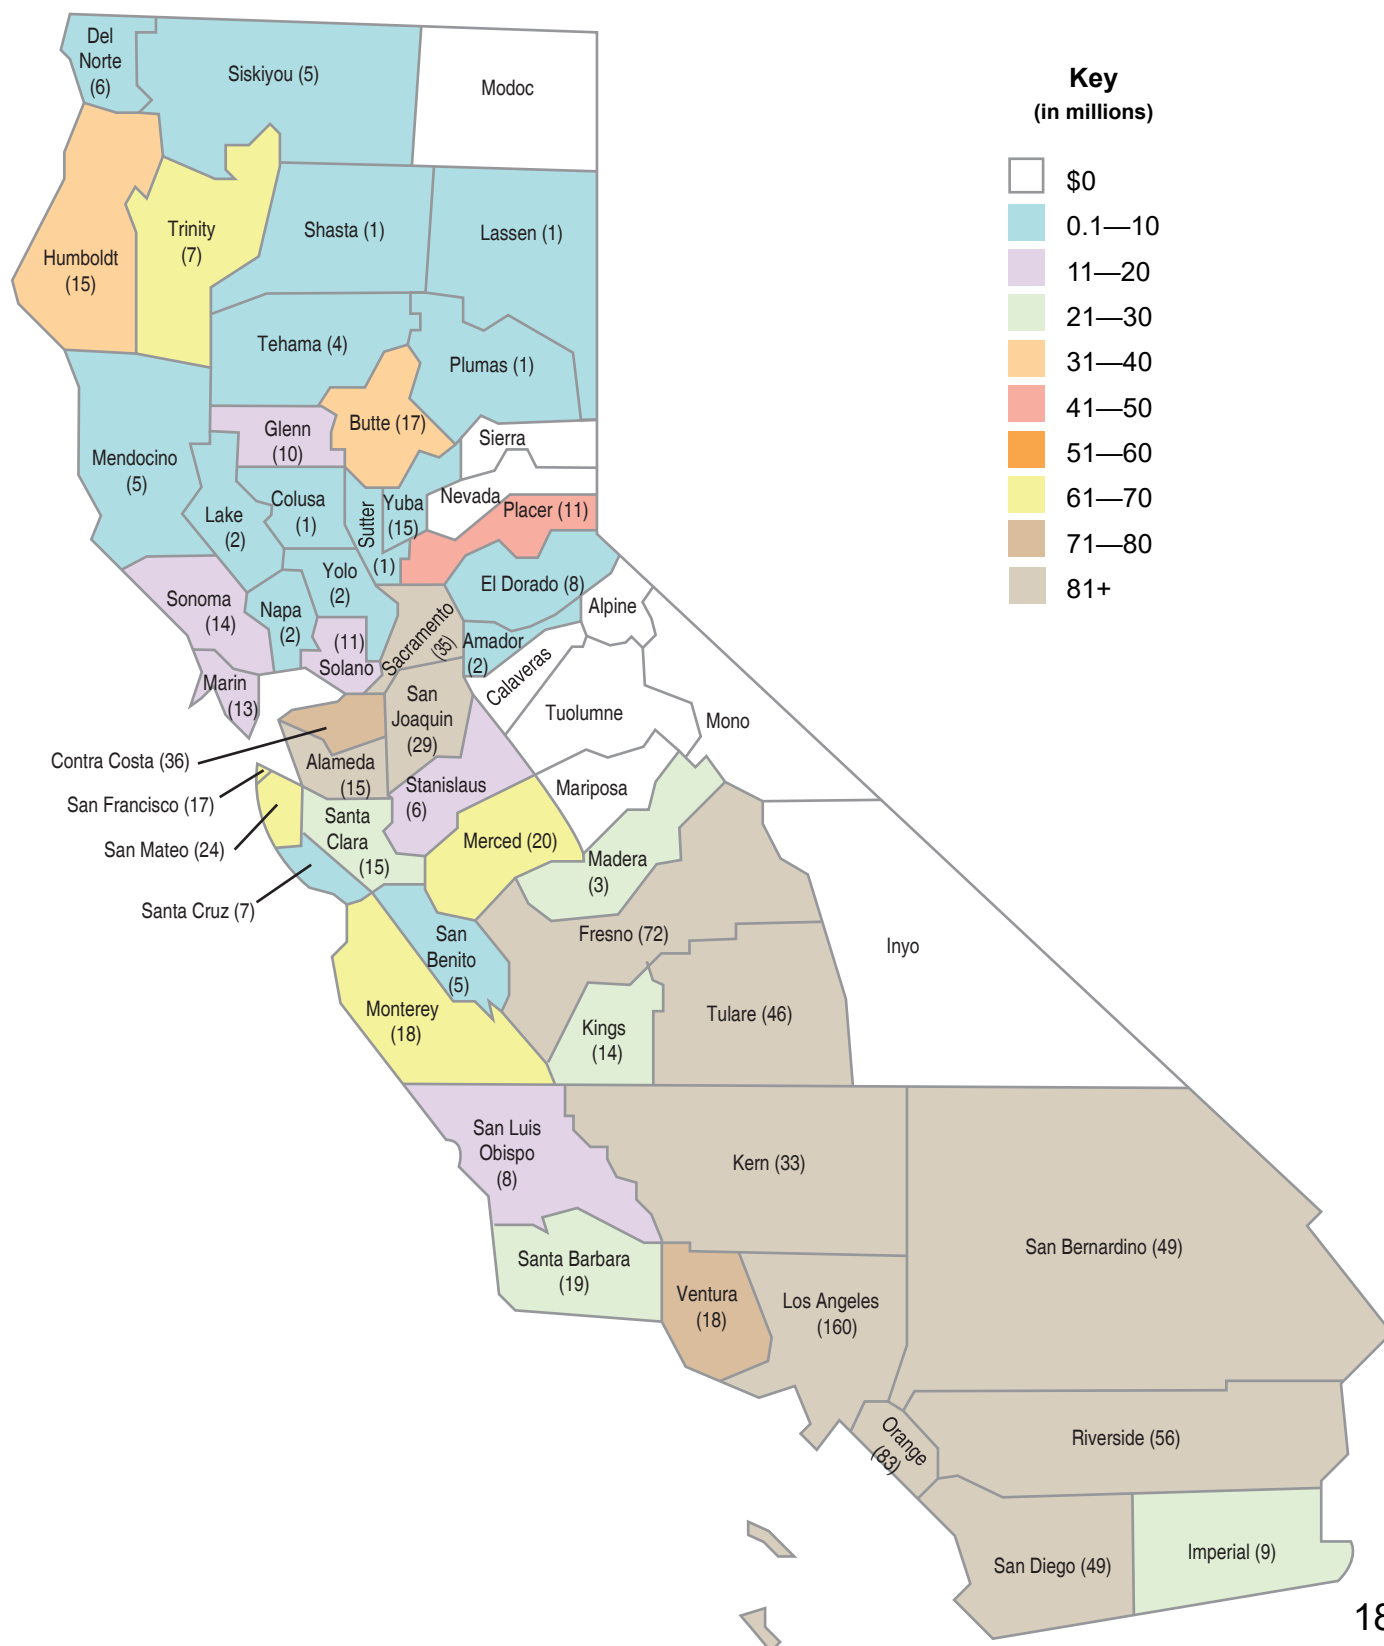 Key
(in millions)
$0
0.1—10
11—20
21—30
31—40
41—50
51—60
61—70
71—80
81+
Del
Norte
(6)
Siskiyou (5)
Modoc
Humboldt
(15)
Trinity
(7)
Shasta (1)
Lassen (1)
Tehama (4)
Plumas (1)
Butte (17)
Glenn
(10)
Sierra
Mendocino
(5)
Lake
(2)
Colusa
(1)
Sutter
(1)
Yuba
(15)
Nevada
Placer (11)
Yolo
(2)
El Dorado (8)
Sonoma
(14)
Napa
(2)
(11)
Solano
Sacramento
(35)
Amador
(2)
Alpine
Marin
(13)
Calaveras
San
Joaquin
(29)
Tuolumne
Mono
Contra Costa (36)
Alameda
(15)
Stanislaus
(6)
Mariposa
San Francisco (17)
San Mateo (24)
Santa
Clara
(15)
Merced (20)
Madera
(3)
Santa Cruz (7)
San
Benito
(5)
Fresno (72)
Inyo
Monterey
(18)
Kings
(14)
Tulare (46)
San Luis
Obispo
(8)
Kern (33)
San Bernardino (49)
Santa Barbara
(19)
Ventura
(18)
Los Angeles
(160)
Orange
(83)
Riverside (56)
San Diego (49)
Imperial (9)
18